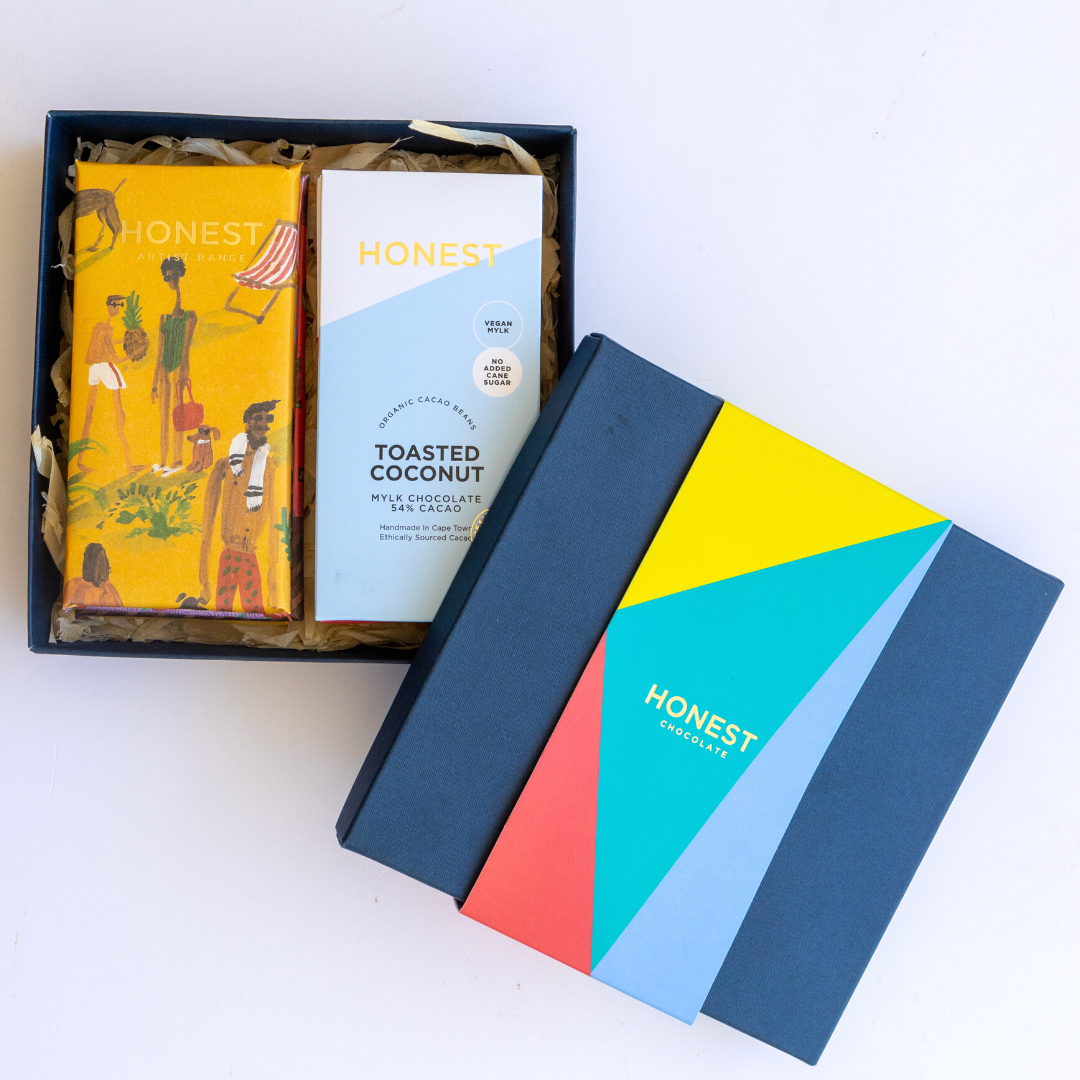 HONEST
ARTIST RANGE
HONEST
VEGAN
MYLK
NO
ADDED
CANE
SUGAR
ORGANIC CACAO BEANS
TOASTED
COCONUT
MYLK CHOCOLATE
54% CACAO
Handmade In Cape Town
Ethically Sourced Cacao
HONEST
CHOCOLATE